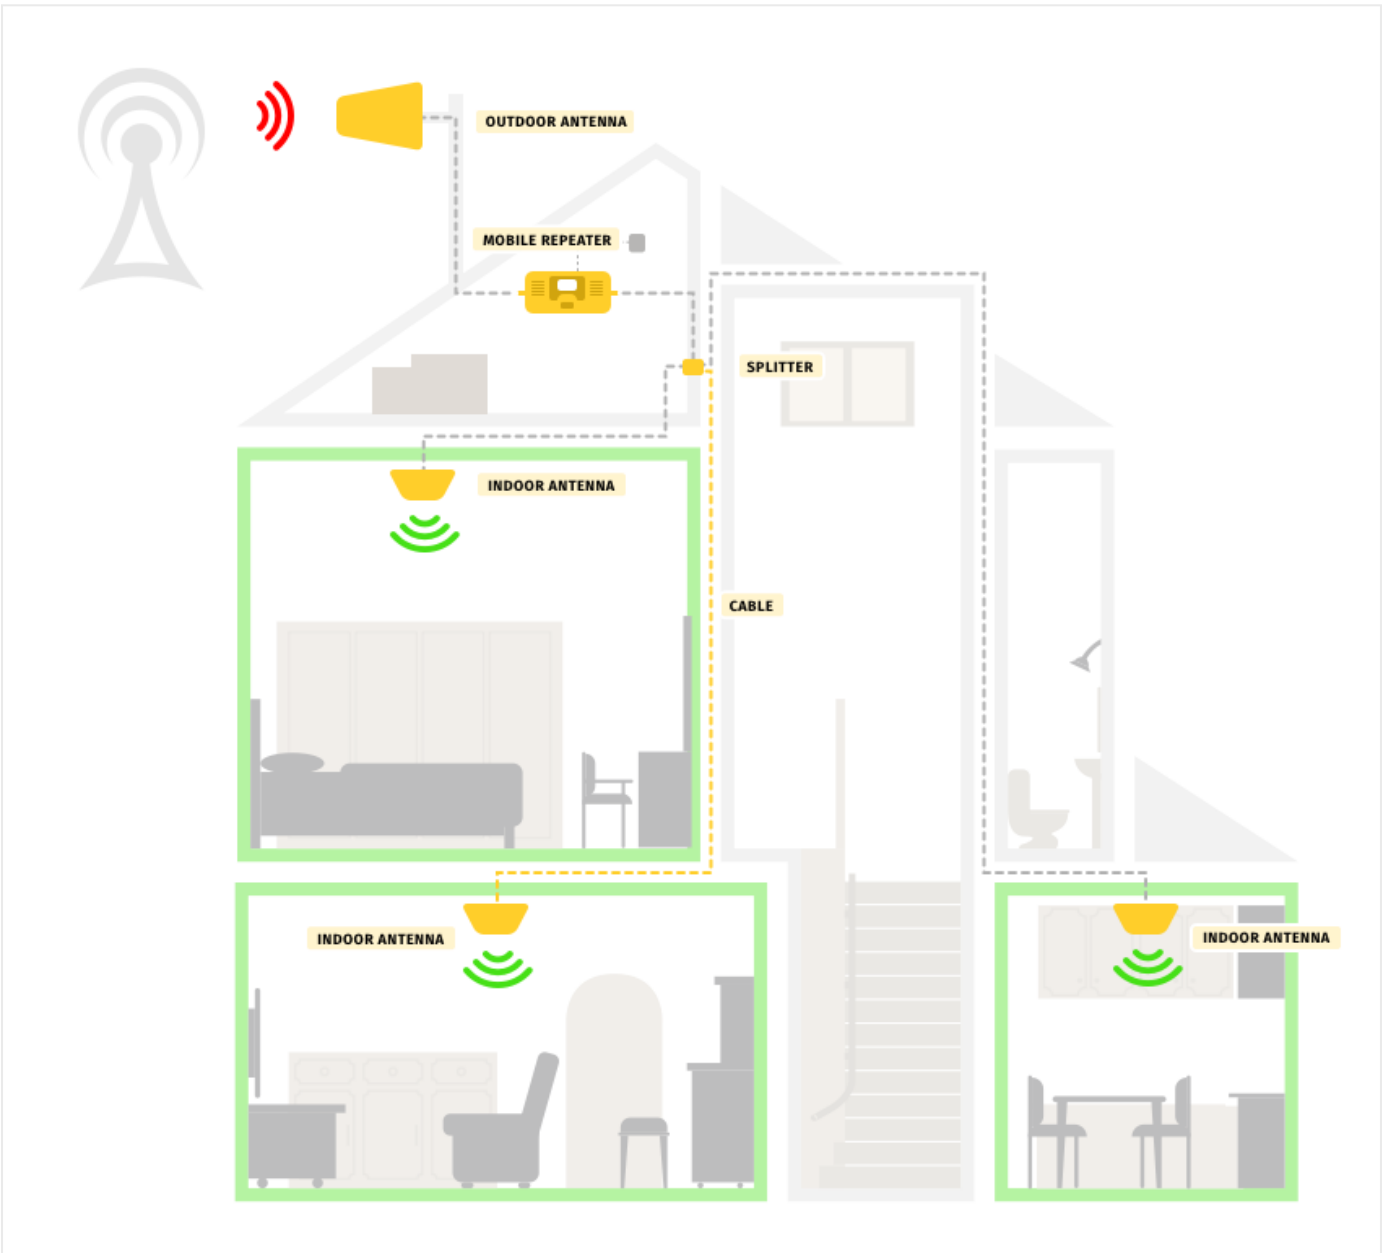 OUTDOOR ANTENNA
MOBILE REPEATER
SPLITTER
INDOOR ANTENNA
CABLE
INDOOR ANTENNA
INDOOR ANTENNA